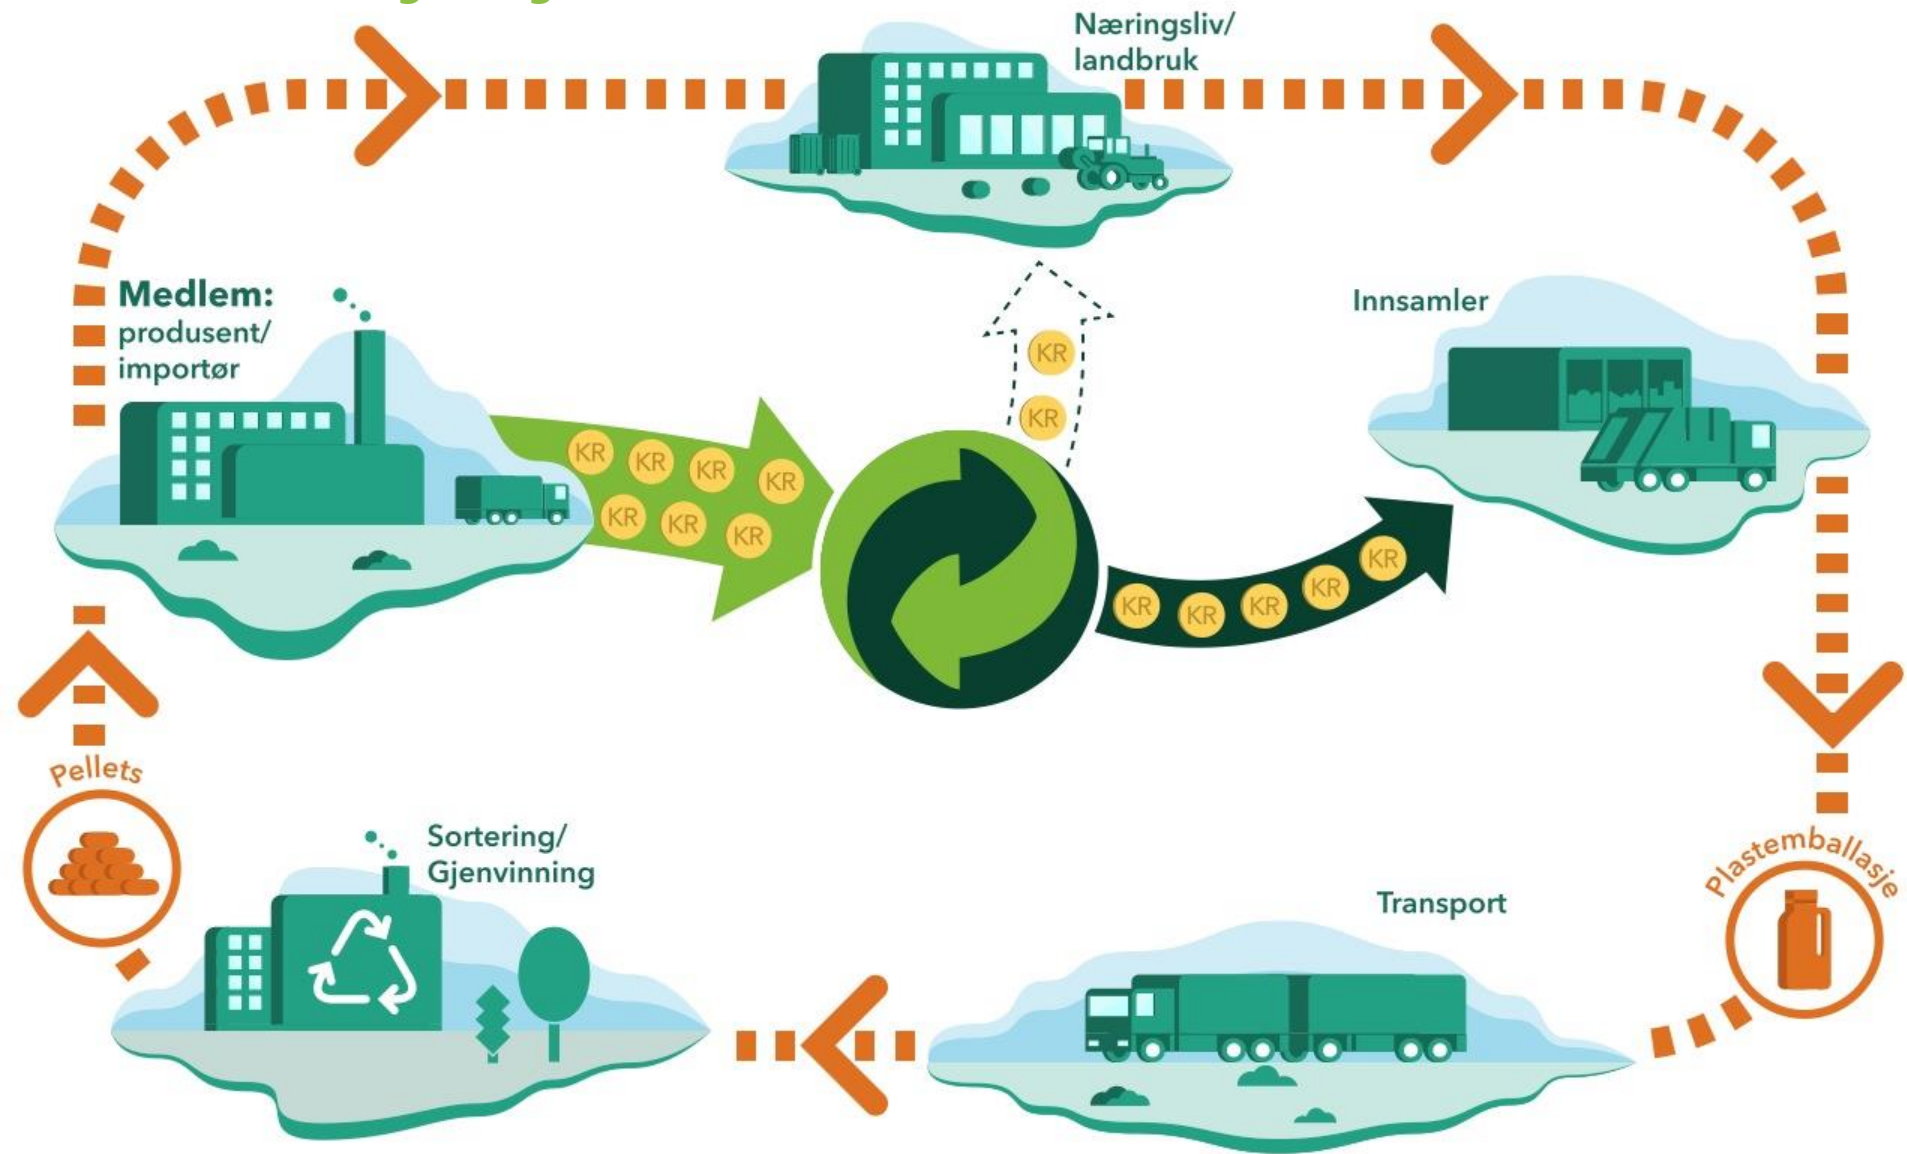 Næringsliv/
landbruk
Medlem:
produsent/
importør
Innsamler
KR
KR
KR
KR
KR
KR
KR
KR
KR
KR
KR
KR
KR
KR
Pellets
Plastemballasje
Sortering/
Gjenvinning
Transport